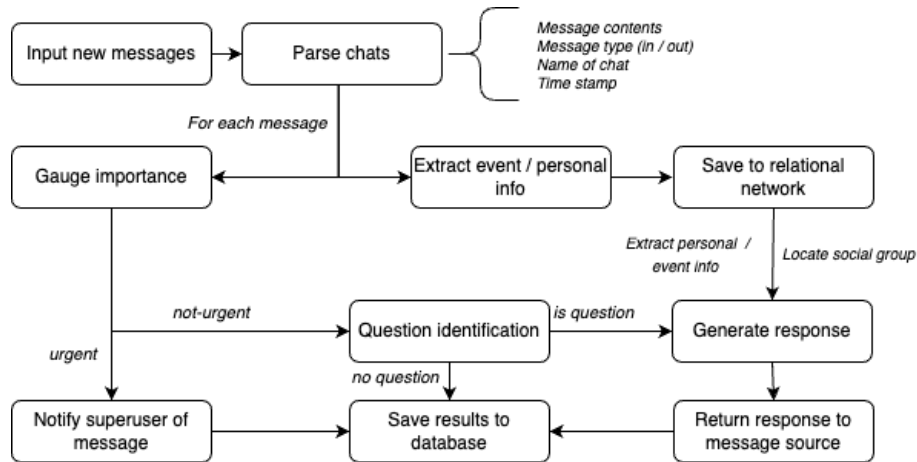 Input new messages
Parse chats
Message contents
Message type (in / out)
Name of chat
Time stamp
For each message
Gauge importance
Extract event / personal
info
Save to relational
network
Extract personal /
event info
Locate social group
not-urgent
Question identification
is question
Generate response
urgent
no question
Notify superuser of
message
Save results to
database
Return response to
message source